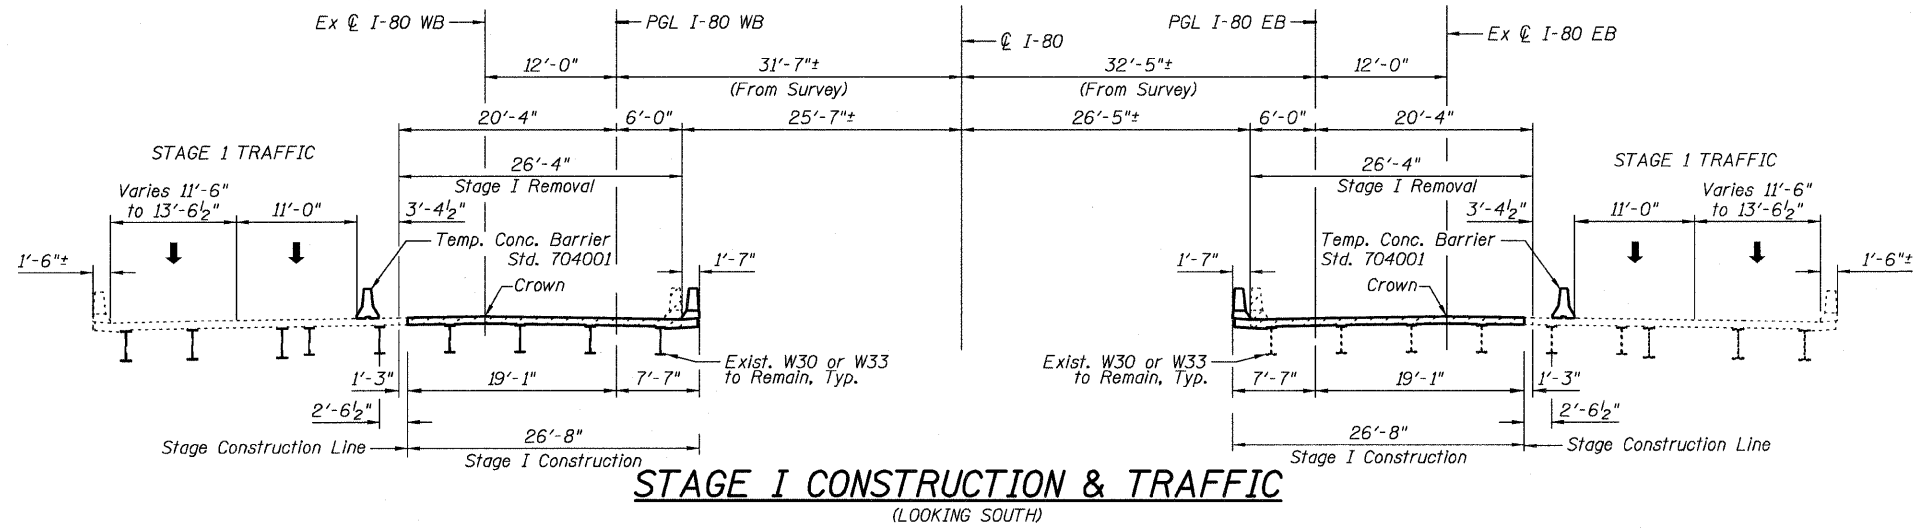 Ex ℄ I-80 WB
PGL I-80 WB
℄ I-80
PGL I-80 EB
Ex ℄ I-80 EB
12'-0"
31'-7"±
(From Survey)
32'-5"±
(From Survey)
12'-0"
20'-4"
6'-0"
25'-7"±
26'-5"±
6'-0"
20'-4"
STAGE 1 TRAFFIC
STAGE 1 TRAFFIC
26'-4"
Stage I Removal
26'-4"
Stage I Removal
Varies 11'-6"
to 13'-6½"
11'-0"
3'-4½"
3'-4½"
11'-0"
Varies 11'-6"
to 13'-6½"
Temp. Conc. Barrier
Std. 704001
Temp. Conc. Barrier
Std. 704001
1'-6"±
1'-7"
1'-7"
1'-6"±
Crown
Crown
Exist. W30 or W33
to Remain, Typ.
Exist. W30 or W33
to Remain, Typ.
1'-3"
19'-1"
7'-7"
7'-7"
19'-1"
1'-3"
2'-6½"
2'-6½"
Stage Construction Line
26'-8"
Stage I Construction
26'-8"
Stage I Construction
Stage Construction Line
STAGE I CONSTRUCTION & TRAFFIC
(LOOKING SOUTH)